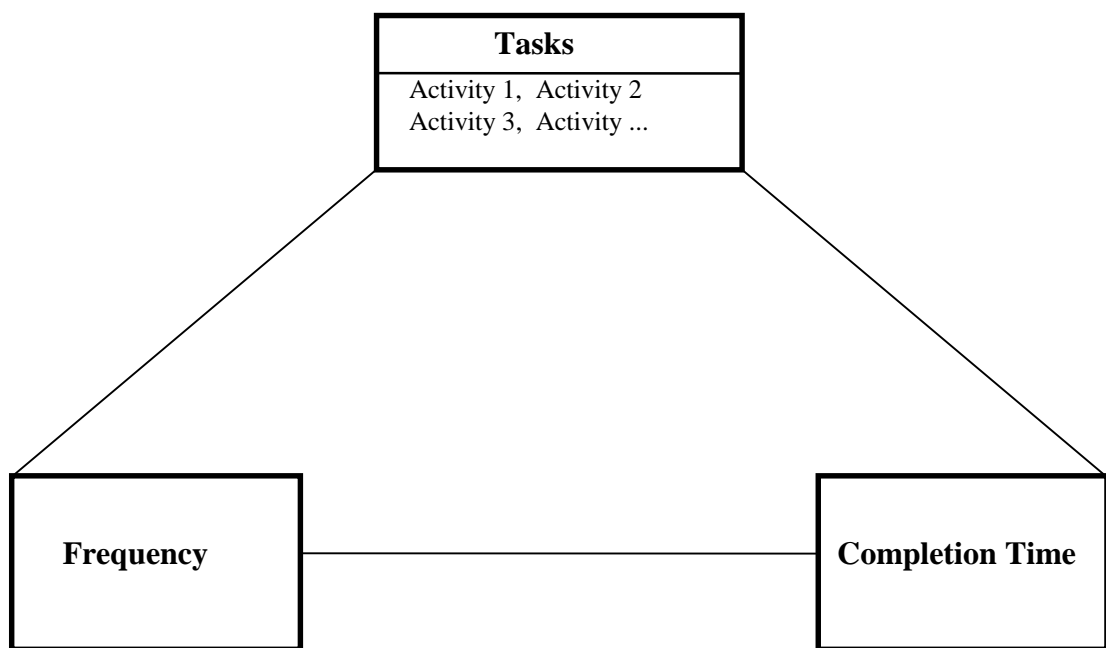 Tasks
Activity 1,  Activity 2
Activity 3,  Activity ...
Frequency
Completion Time